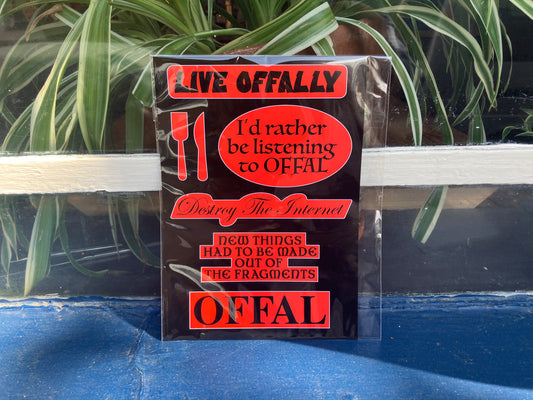 LIVE OFFALLY
I'd rather
be listening
to OFFAL
Destroy The Internet
NEW THINGS
HAD TO BE MADE
OUT OF
THE FRAGMENTS
OFFAL